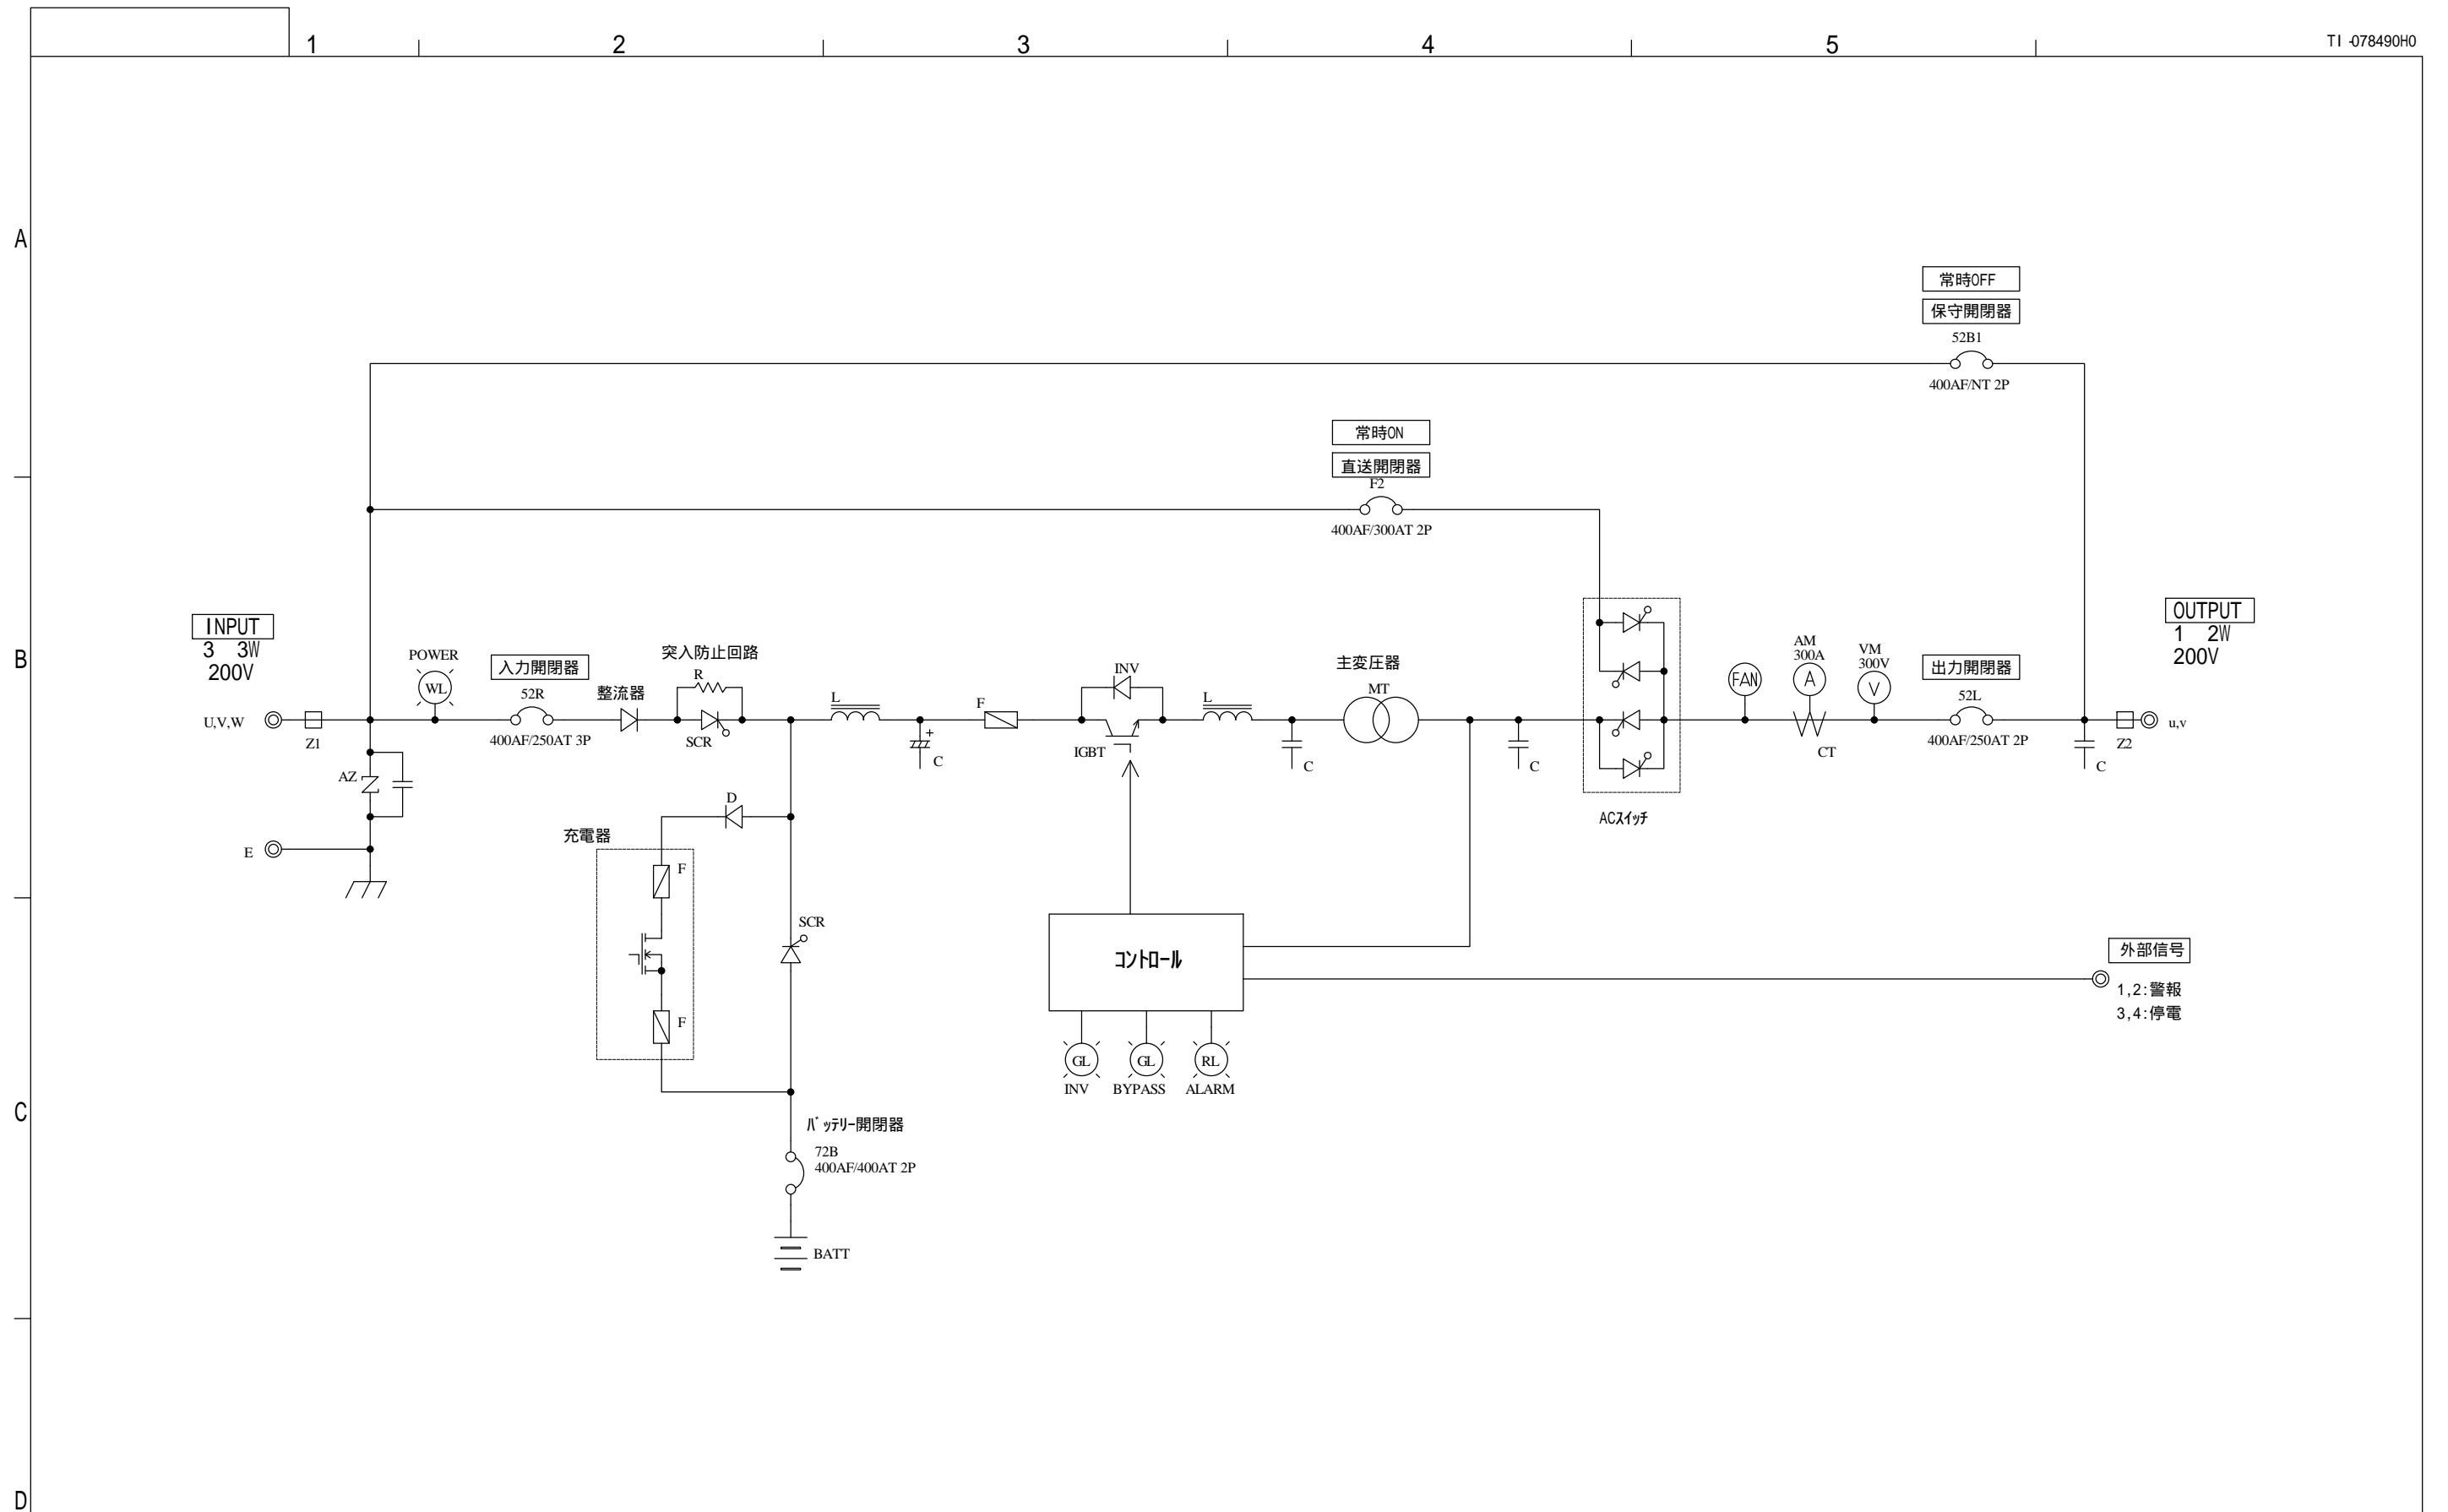 1
2
3
4
5
TI-078490H0
A
常時OFF
保守開閉器
52B1
400AF/NT 2P
常時ON
直送開閉器
F2
400AF/300AT 2P
INPUT
3 3W
200V
U,V,W
Z1
POWER
WL
入力開閉器
52R
400AF/250AT 3P
整流器
突入防止回路
R
SCR
L
C
+
F
INV
IGBT
L
C
主変圧器
MT
C
ACスイッチ
FAN
AM
300A
A
CT
VM
300V
V
出力開閉器
52L
400AF/250AT 2P
OUTPUT
1 2W
200V
Z2
u,v
C
B
AZ
E
D
充電器
F
F
SCR
コントロール
GL
INV
GL
BYPASS
RL
ALARM
外部信号
1,2:警報
3,4:停電
C
バッテリー開閉器
72B
400AF/400AT 2P
BATT
D